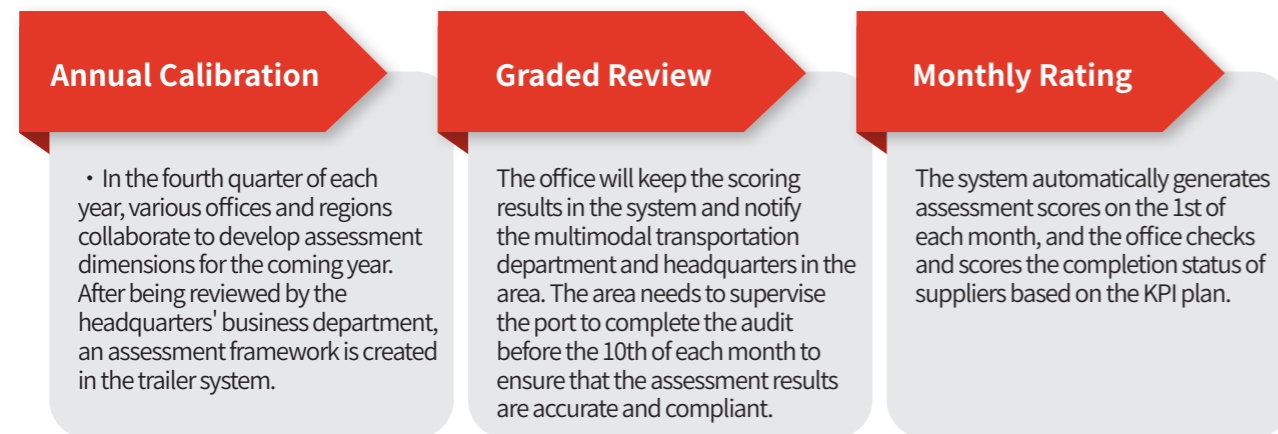 Annual Calibration
・In the fourth quarter of each
year, various offices and regions
collaborate to develop assessment
dimensions for the coming year.
After being reviewed by the
headquarters' business department,
an assessment framework is created
in the trailer system.
Graded Review
The office will keep the scoring
results in the system and notify
the multimodal transportation
department and headquarters in the
area. The area needs to supervise
the port to complete the audit
before the 10th of each month to
ensure that the assessment results
are accurate and compliant.
Monthly Rating
The system automatically generates
assessment scores on the 1st of
each month, and the office checks
and scores the completion status of
suppliers based on the KPI plan.